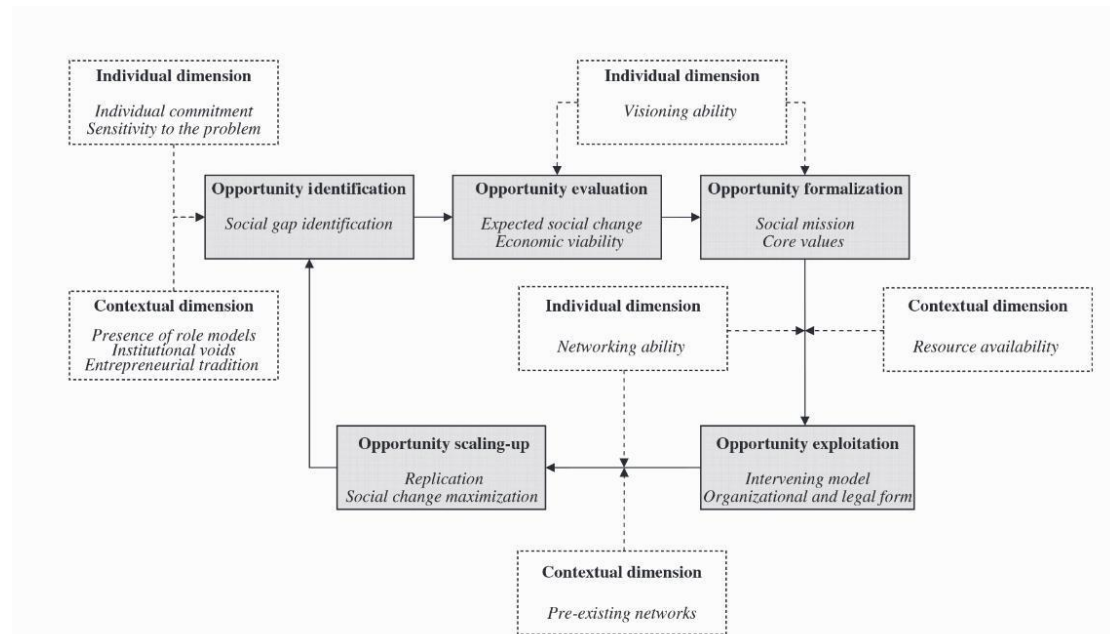 Individual dimension
Individual commitment
Sensitivity to the problem
Individual dimension
Visioning ability
Opportunity identification
Social gap identification
Opportunity evaluation
Expected social change
Economic viability
Opportunity formalization
Social mission
Core values
Contextual dimension
Presence of role models
Institutional voids
Entrepreneurial tradition
Individual dimension
Networking ability
Contextual dimension
Resource availability
Opportunity scaling-up
Replication
Social change maximization
Opportunity exploitation
Intervening model
Organizational and legal form
Contextual dimension
Pre-existing networks